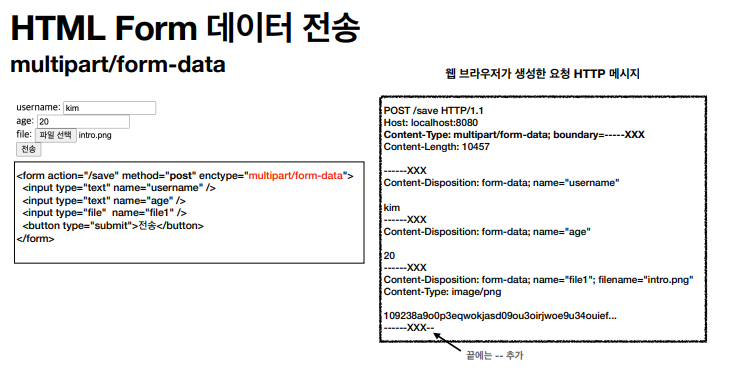 HTML Form 데이터 전송
multipart/form-data
username: kim
age: 20
file: 파일 선택 intro.png
전송
<form action="/save" method="post" enctype="multipart/form-data">
<input type="text" name="username" />
<input type="text" name="age" />
<input type="file" name="file1" />
<button type="submit">전송</button>
</form>
웹 브라우저가 생성한 요청 HTTP 메시지
POST /save HTTP/1.1
Host: localhost:8080
Content-Type: multipart/form-data; boundary=-----XXX
Content-Length: 10457
------XXX
Content-Disposition: form-data; name="username"
kim
------XXX
Content-Disposition: form-data; name="age"
20
------XXX
Content-Disposition: form-data; name="file1"; filename="intro.png"
Content-Type: image/png
109238a9o0p3eqwokjasd09ou3oirjwoe9u34ouief...
------XXX--
끝에는 -- 추가